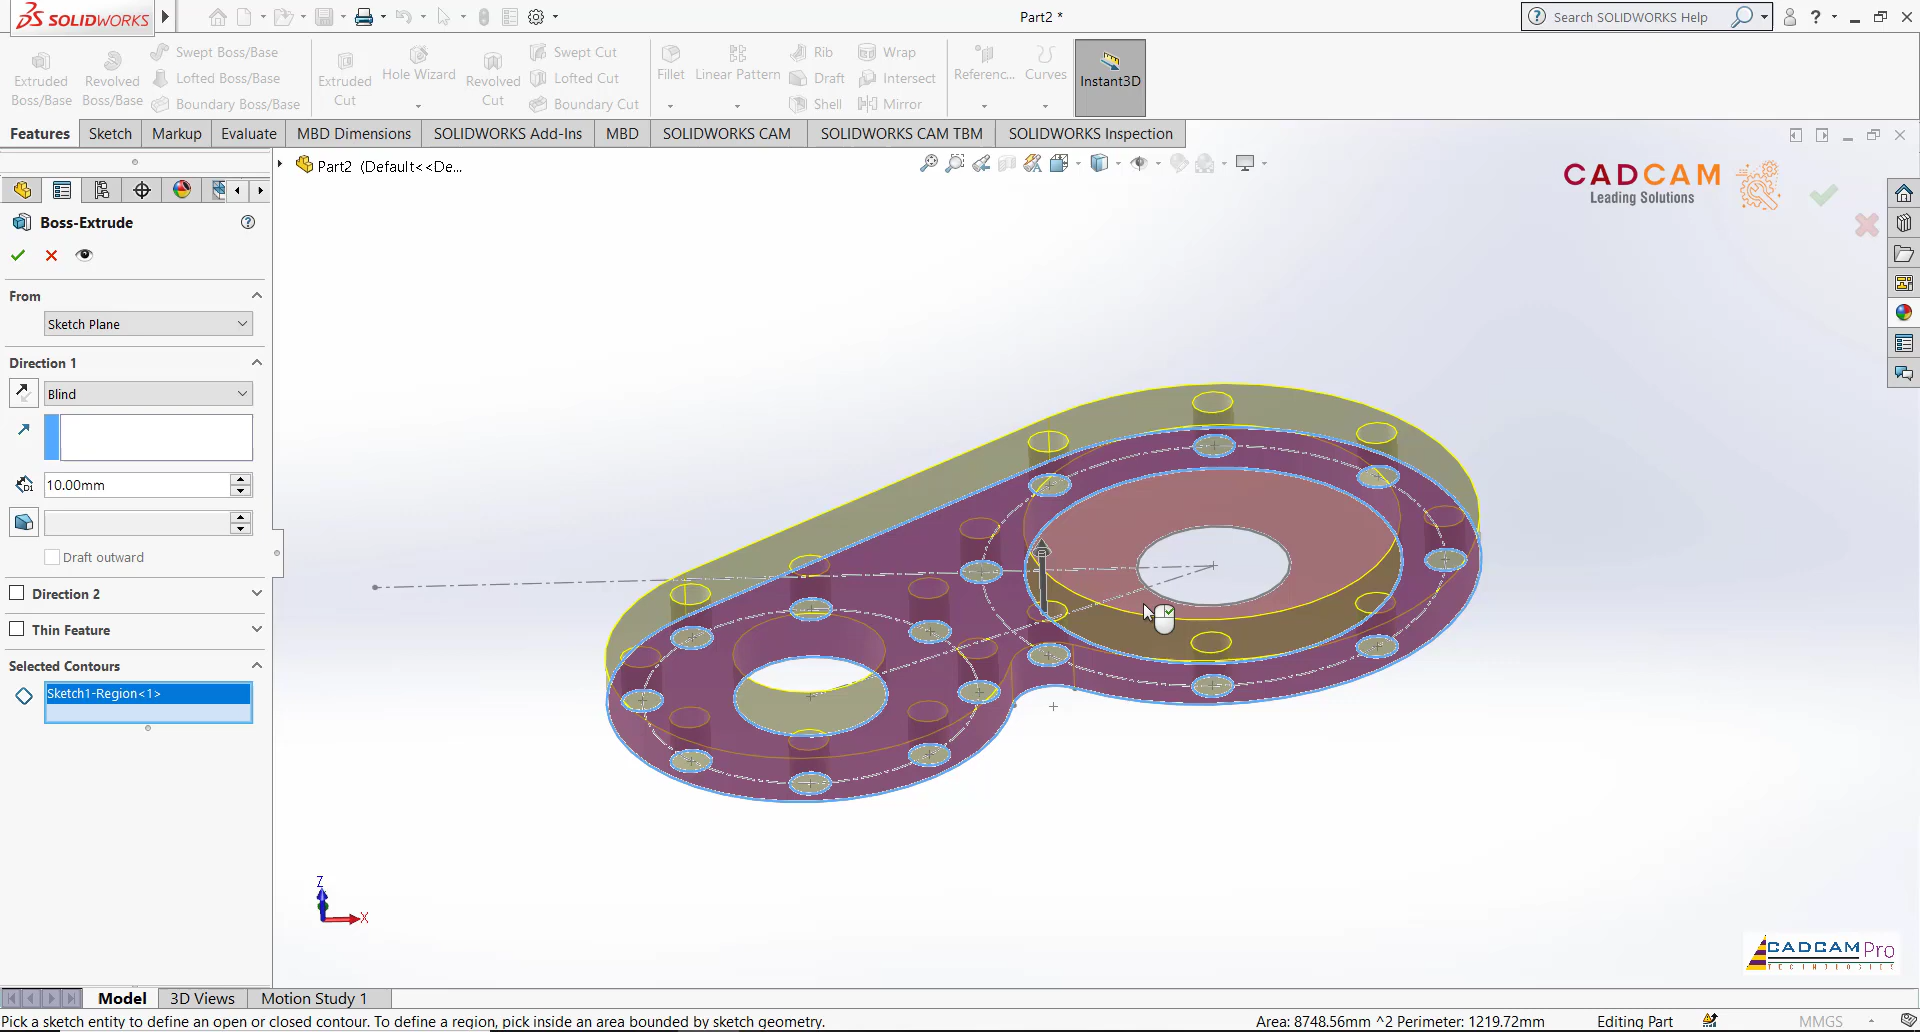 SOLIDWORKS
Part2 *
Search SOLIDWORKS Help
Extruded Boss/Base
Revolved Boss/Base
Swept Boss/Base
Lofted Boss/Base
Boundary Boss/Base
Extruded Cut
Hole Wizard
Revolved Cut
Swept Cut
Lofted Cut
Boundary Cut
Fillet
Linear Pattern
Rib
Draft
Shell
Wrap
Intersect
Mirror
Referenc...
Curves
Instant3D
Features
Sketch
Markup
Evaluate
MBD Dimensions
SOLIDWORKS Add-Ins
MBD
SOLIDWORKS CAM
SOLIDWORKS CAM TBM
SOLIDWORKS Inspection
Part2 (Default<<De...
CADCAM
Leading Solutions
Boss-Extrude
From
Sketch Plane
Direction 1
Blind
D1
10.00mm
Draft outward
Direction 2
Thin Feature
Selected Contours
Sketch1-Region<1>
Z
X
CADCAM Pro
TECHNOLOGIES
Model
3D Views
Motion Study 1
Pick a sketch entity to define an open or closed contour. To define a region, pick inside an area bounded by sketch geometry.
Area: 8748.56mm ^2 Perimeter: 1219.72mm
Editing Part
MMGS